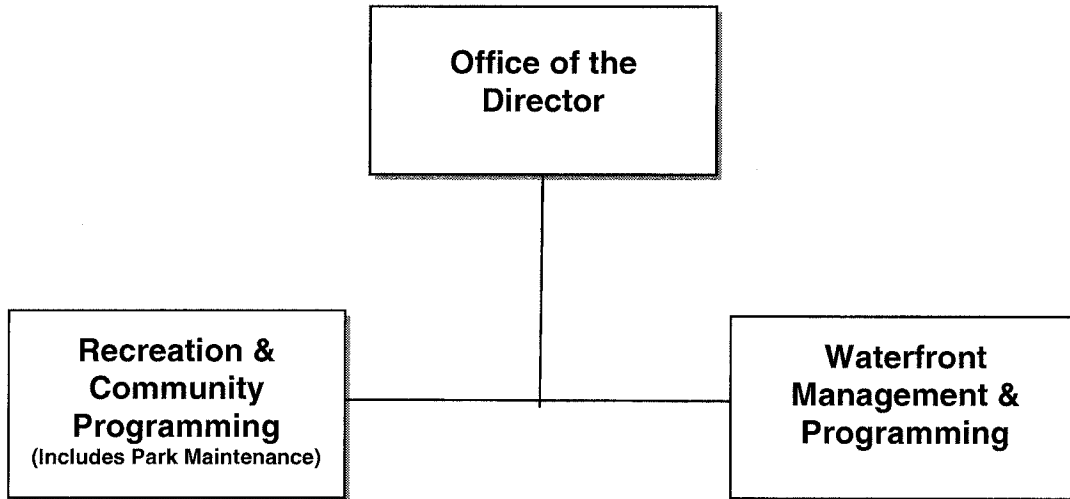 Office of the
Director
Recreation &
Community
Programming
(Includes Park Maintenance)
Waterfront
Management &
Programming